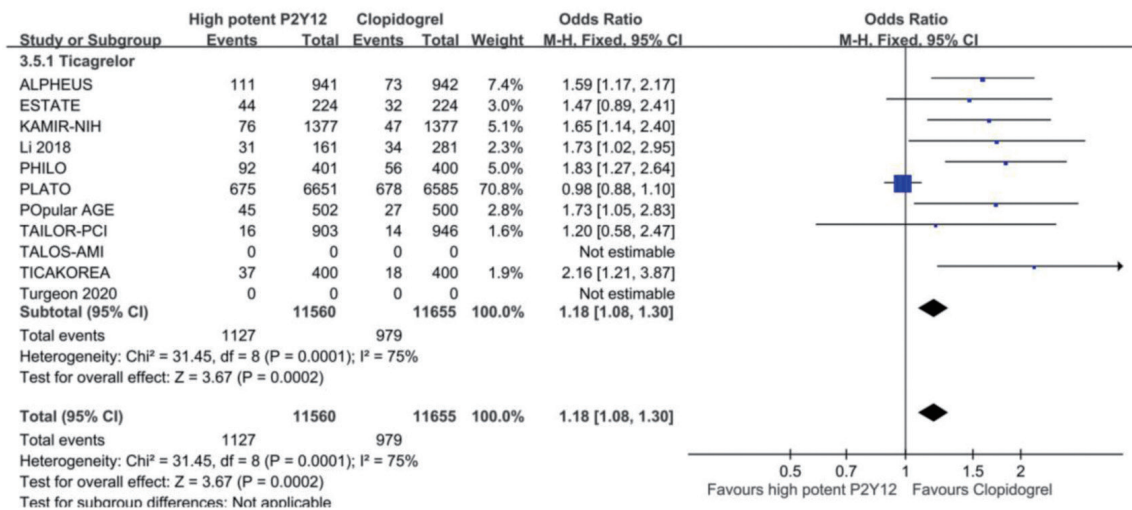 High potent P2Y12 Clopidogrel Odds Ratio Odds Ratio
Study or Subgroup Events Total Events Total Weight M-H, Fixed, 95% CI M-H, Fixed, 95% CI
3.5.1 Ticagrelor
ALPHEUS 111 941 73 942 7.4% 1.59 [1.17, 2.17]
ESTATE 44 224 32 224 3.0% 1.47 [0.89, 2.41]
KAMIR-NIH 76 1377 47 1377 5.1% 1.65 [1.14, 2.40]
Li 2018 31 161 34 281 2.3% 1.73 [1.02, 2.95]
PHILO 92 401 56 400 5.0% 1.83 [1.27, 2.64]
PLATO 675 6651 678 6585 70.8% 0.98 [0.88, 1.10]
POpular AGE 45 502 27 500 2.8% 1.73 [1.05, 2.83]
TAILOR-PCI 16 903 14 946 1.6% 1.20 [0.58, 2.47]
TALOS-AMI 0 0 0 0 Not estimable
TICAKOREA 37 400 18 400 1.9% 2.16 [1.21, 3.87]
Turgeon 2020 0 0 0 0 Not estimable
Subtotal (95% CI) 11560 11655 100.0% 1.18 [1.08, 1.30]
Total events 1127 979
Heterogeneity: Chi² = 31.45, df = 8 (P = 0.0001); I² = 75%
Test for overall effect: Z = 3.67 (P = 0.0002)
Total (95% CI) 11560 11655 100.0% 1.18 [1.08, 1.30]
Total events 1127 979
Heterogeneity: Chi² = 31.45, df = 8 (P = 0.0001); I² = 75%
Test for overall effect: Z = 3.67 (P = 0.0002)
Test for subgroup differences: Not applicable
0.5 0.7 1 1.5 2
Favours high potent P2Y12 Favours Clopidogrel